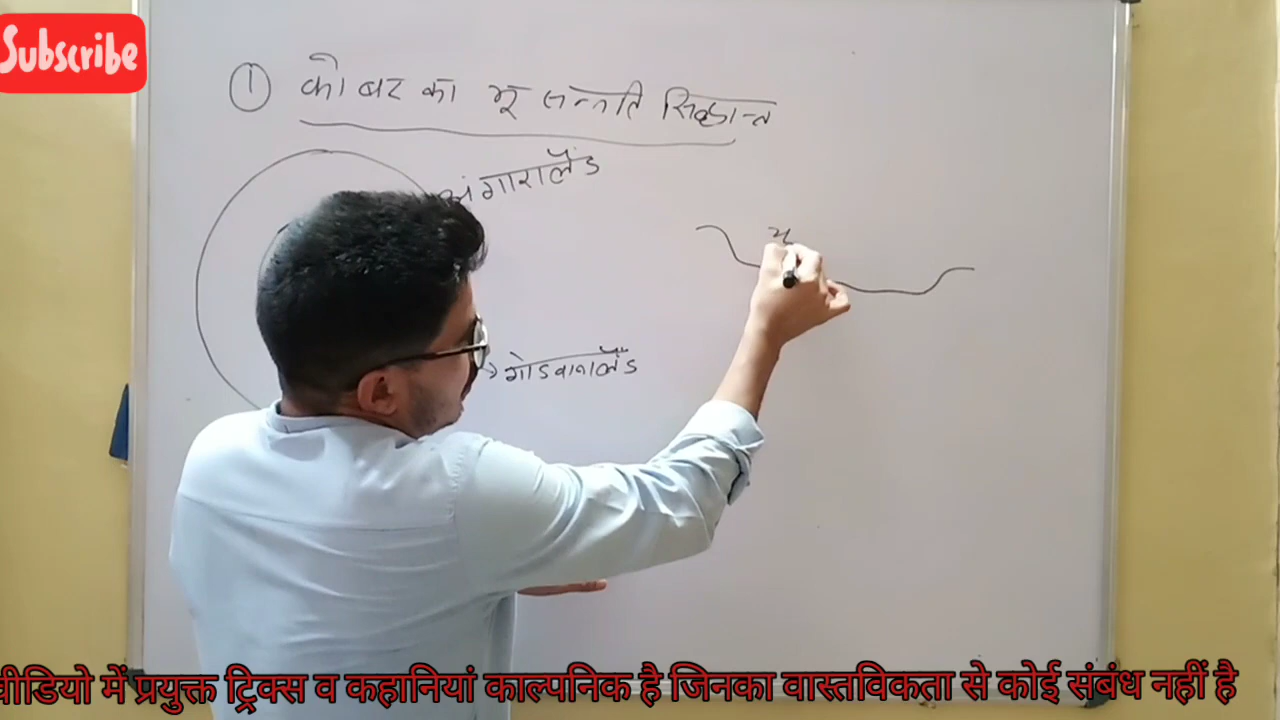 Subscribe
① कोबर का भू सन्नति सिद्धान्त
अंगारालैंड
गोंडवानालैंड
वीडियो में प्रयुक्त ट्रिक्स व कहानियां काल्पनिक है जिनका वास्तविकता से कोई संबंध नहीं है